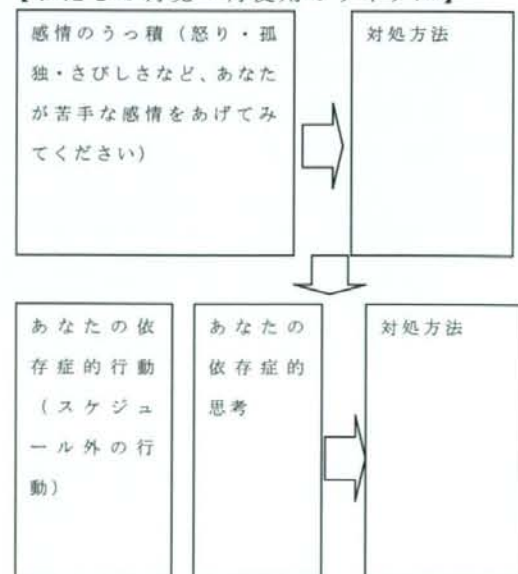 感情のうっ積（怒り・孤
独・さびしさなど、あなた
が苦手な感情をあげてみ
てください）
対処方法
あなたの依
存症的行動
（スケジュ
ール外の行
動）
あなたの
依存症的
思考
対処方法